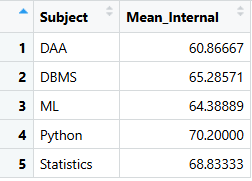 Subject Mean_Internal
1 DAA 60.86667
2 DBMS 65.28571
3 ML 64.38889
4 Python 70.20000
5 Statistics 68.83333